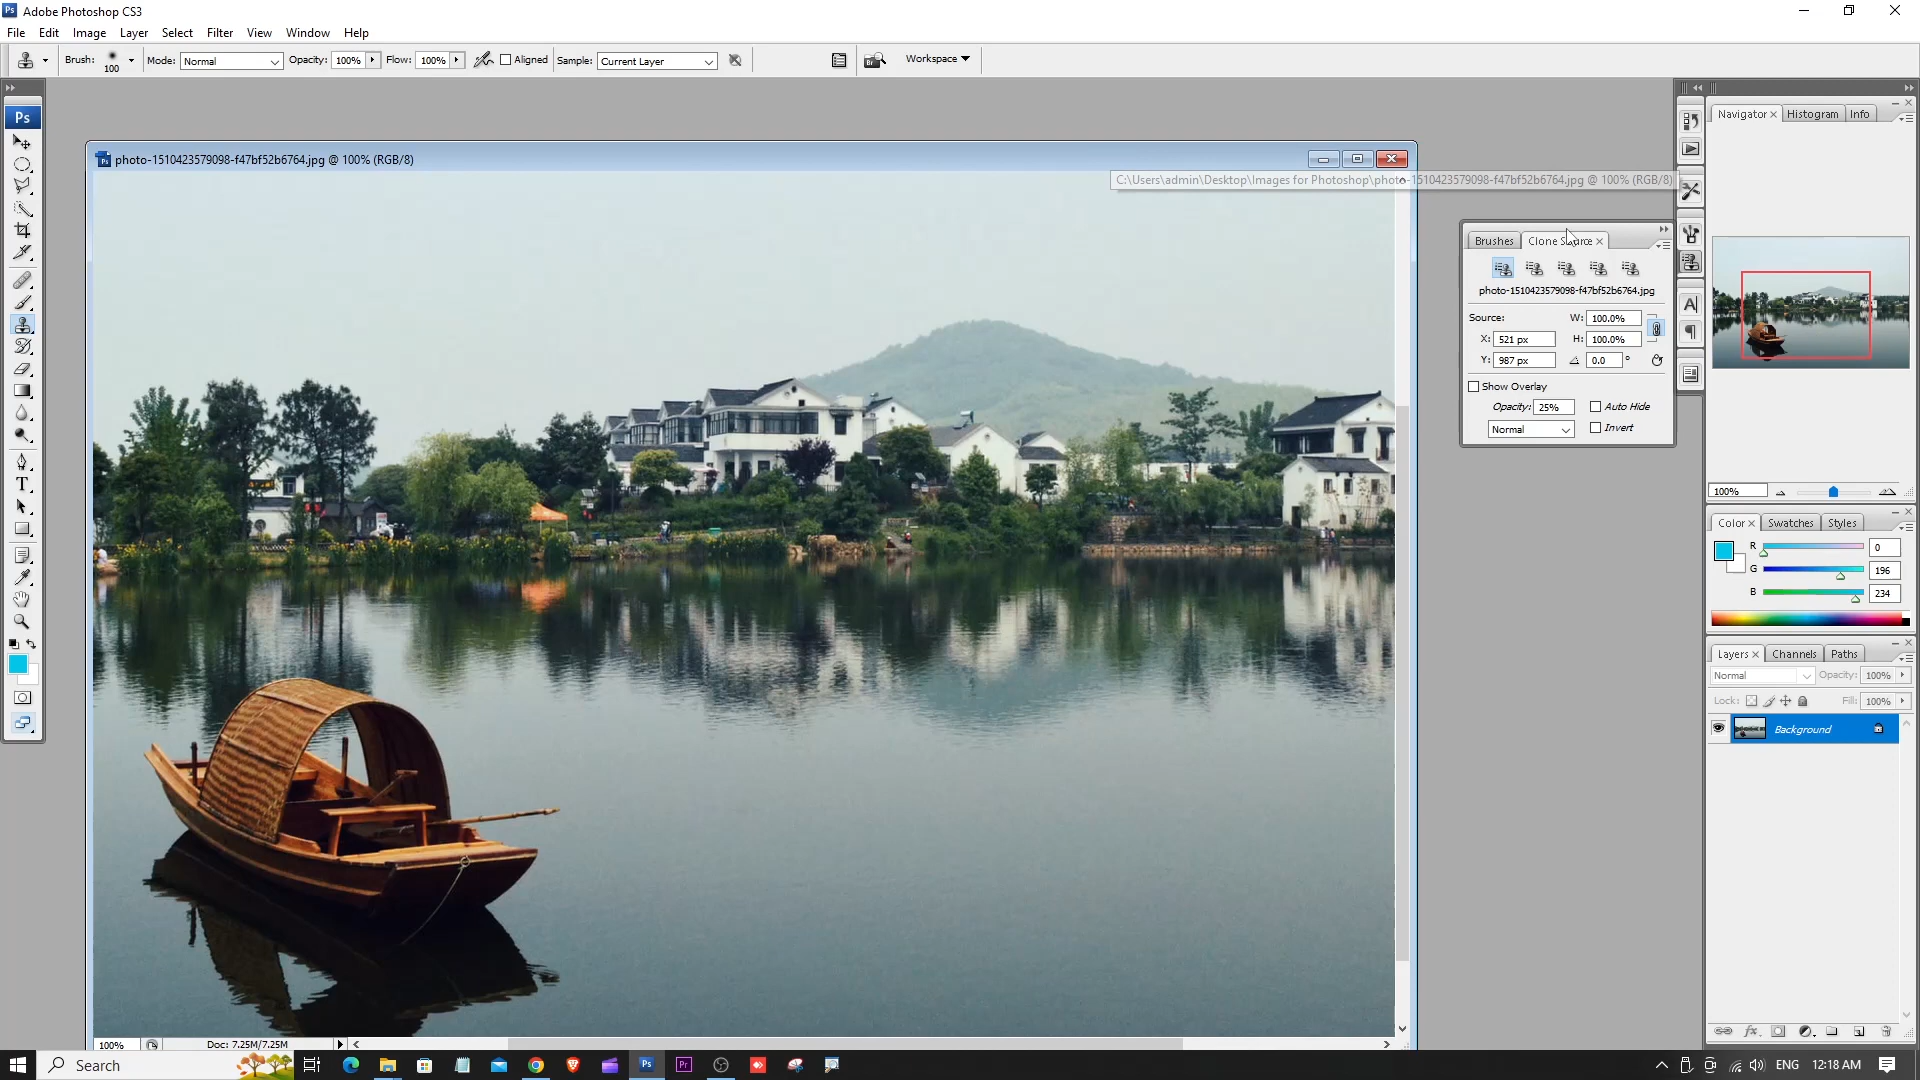 Ps Adobe Photoshop CS3
File Edit Image Layer Select Filter View Window Help
Brush: 100 Mode: Normal Opacity: 100% Flow: 100% Aligned Sample: Current Layer Br Workspace
Ps
photo-1510423579098-f47bf52b6764.jpg @ 100% (RGB/8)
C:\Users\admin\Desktop\Images for Photoshop\photo-1510423579098-f47bf52b6764.jpg @ 100% (RGB/8)
Brushes Clone Source
photo-1510423579098-f47bf52b6764.jpg
Source: W: 100.0%
X: 521 px H: 100.0%
Y: 987 px 0.0 °
Show Overlay
Opacity: 25% Auto Hide
Normal Invert
Navigator Histogram Info
100%
Color Swatches Styles
R 0
G 196
B 234
Layers Channels Paths
Normal Opacity: 100%
Lock: Fill: 100%
Background
T
A
100% Doc: 7.25M/7.25M
Search Ps Pr ENG 12:18 AM